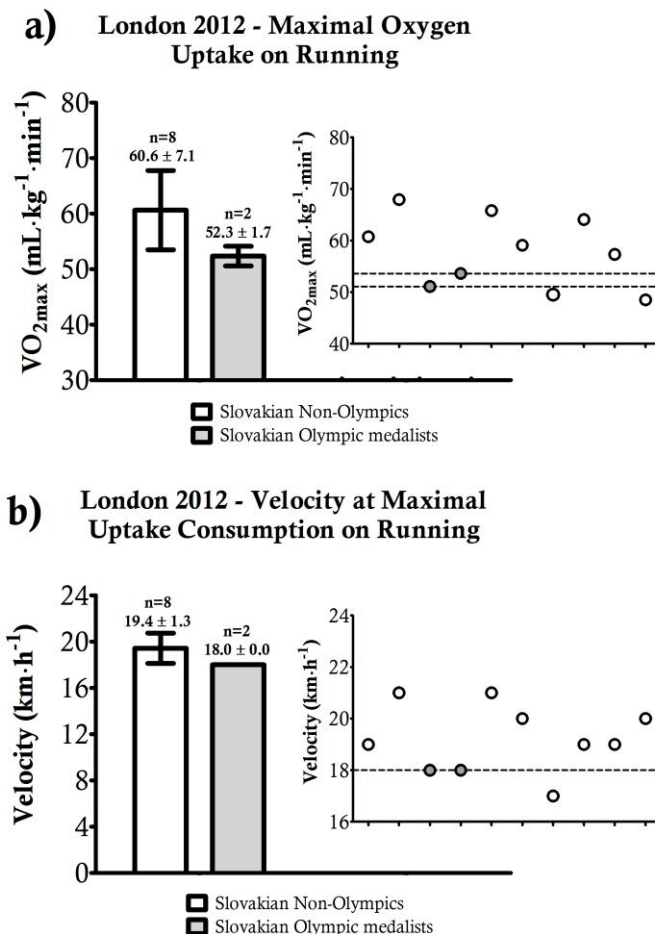 a)
London 2012 - Maximal Oxygen
Uptake on Running
VO2max (mL·kg-1·min-1)
80
70
60
50
40
30
n=8
60.6 ± 7.1
n=2
52.3 ± 1.7
VO2max (mL·kg-1·min-1)
80
70
60
50
40
Slovakian Non-Olympics
Slovakian Olympic medalists
b)
London 2012 - Velocity at Maximal
Uptake Consumption on Running
Velocity (km·h-1)
24
20
16
12
8
4
0
n=8
19.4 ± 1.3
n=2
18.0 ± 0.0
Velocity (km·h-1)
24
22
20
18
16
Slovakian Non-Olympics
Slovakian Olympic medalists